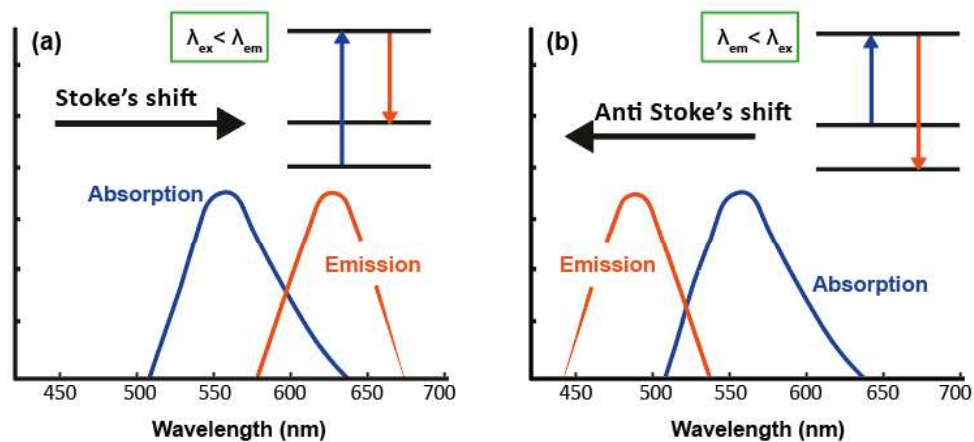 (a)
λex < λem
Stoke's shift
Absorption
Emission
450 500 550 600 650 700
Wavelength (nm)
(b)
λem < λex
Anti Stoke's shift
Emission
Absorption
450 500 550 600 650 700
Wavelength (nm)